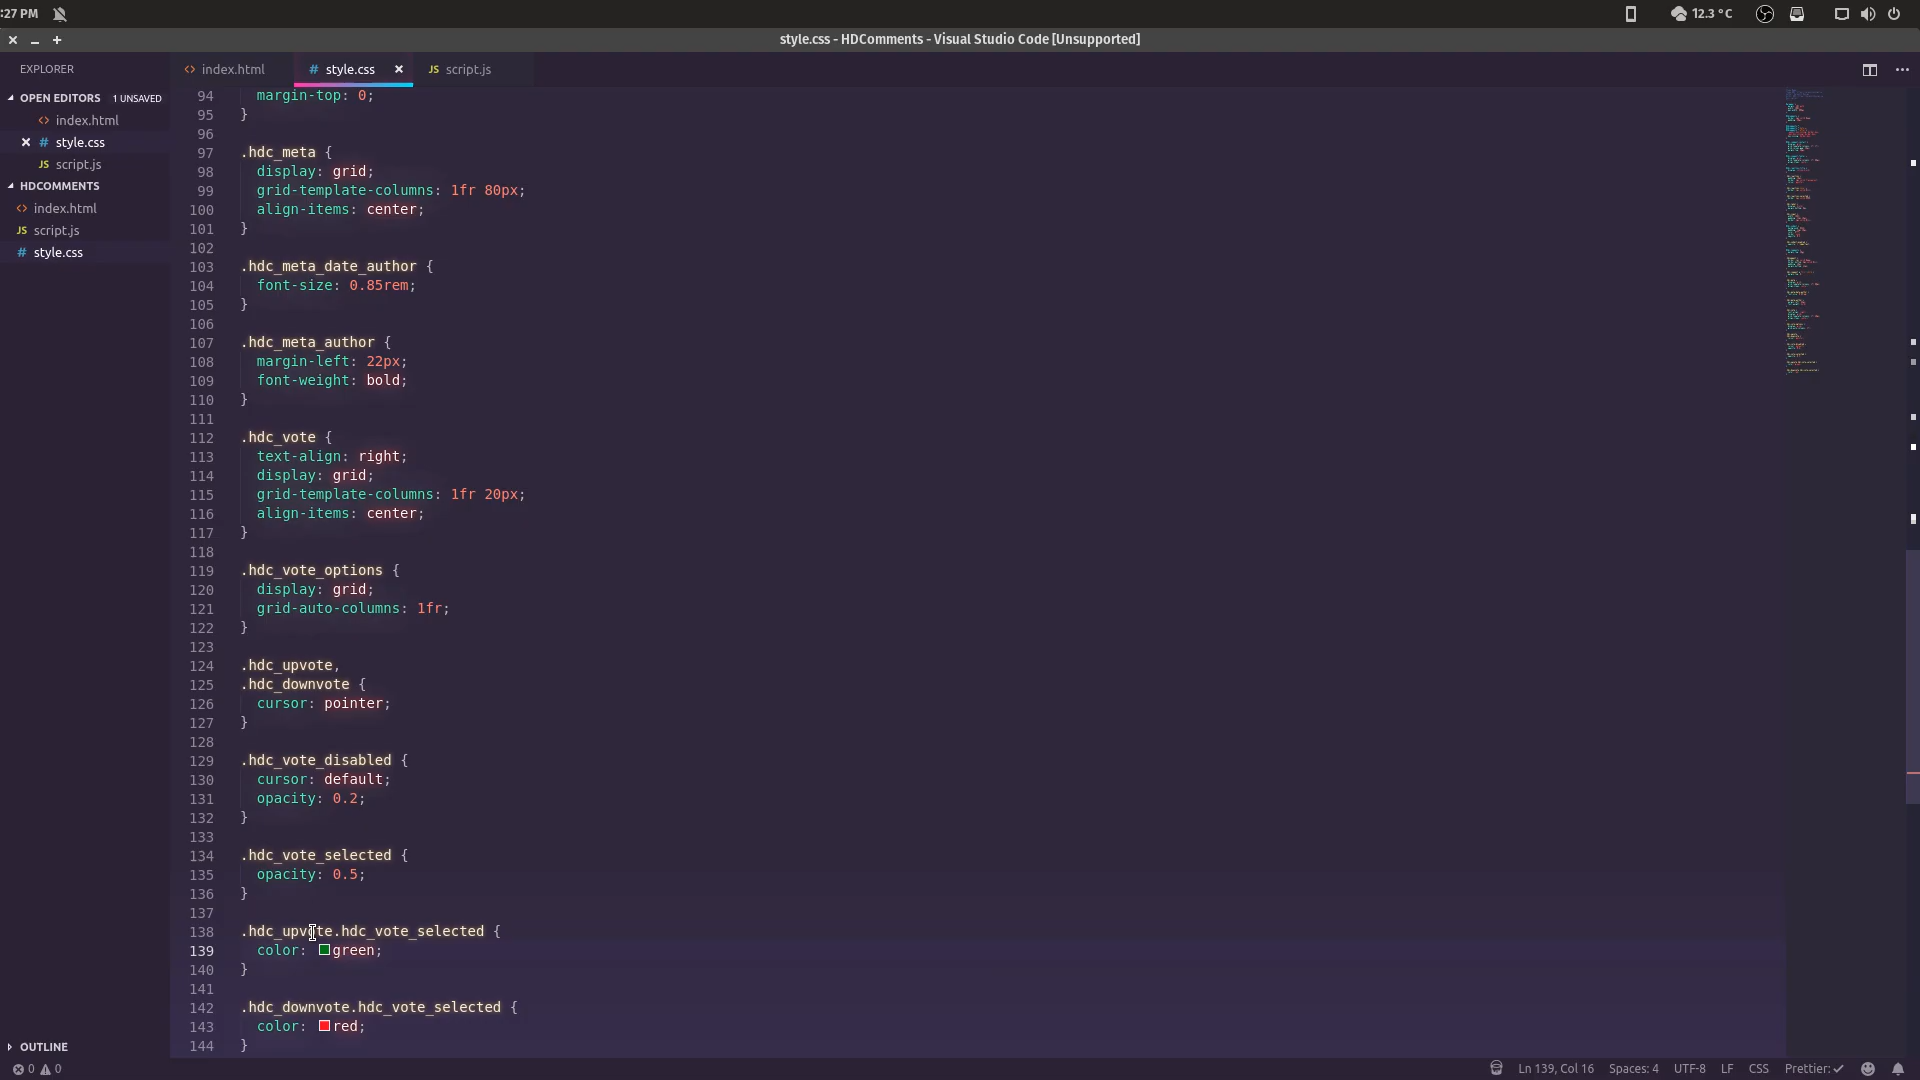 :27 PM
12.3 °C
style.css - HDComments - Visual Studio Code [Unsupported]
EXPLORER
index.html
style.css
script.js
OPEN EDITORS 1 UNSAVED
index.html
style.css
script.js
HDCOMMENTS
index.html
script.js
style.css
OUTLINE
94 margin-top: 0;
95 }
96
97 .hdc_meta {
98 display: grid;
99 grid-template-columns: 1fr 80px;
100 align-items: center;
101 }
102
103 .hdc_meta_date_author {
104 font-size: 0.85rem;
105 }
106
107 .hdc_meta_author {
108 margin-left: 22px;
109 font-weight: bold;
110 }
111
112 .hdc_vote {
113 text-align: right;
114 display: grid;
115 grid-template-columns: 1fr 20px;
116 align-items: center;
117 }
118
119 .hdc_vote_options {
120 display: grid;
121 grid-auto-columns: 1fr;
122 }
123
124 .hdc_upvote,
125 .hdc_downvote {
126 cursor: pointer;
127 }
128
129 .hdc_vote_disabled {
130 cursor: default;
131 opacity: 0.2;
132 }
133
134 .hdc_vote_selected {
135 opacity: 0.5;
136 }
137
138 .hdc_upvote.hdc_vote_selected {
139 color: green;
140 }
141
142 .hdc_downvote.hdc_vote_selected {
143 color: red;
144 }
0 0
Ln 139, Col 16 Spaces: 4 UTF-8 LF CSS Prettier: ✓